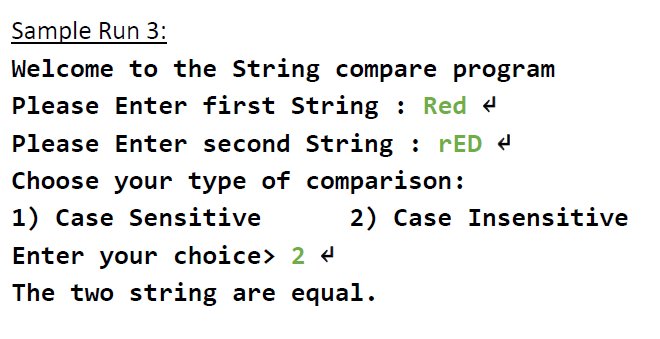 Sample Run 3:
Welcome to the String compare program
Please Enter first String : Red ↲
Please Enter second String : rED ↲
Choose your type of comparison:
1) Case Sensitive      2) Case Insensitive
Enter your choice> 2 ↲
The two string are equal.